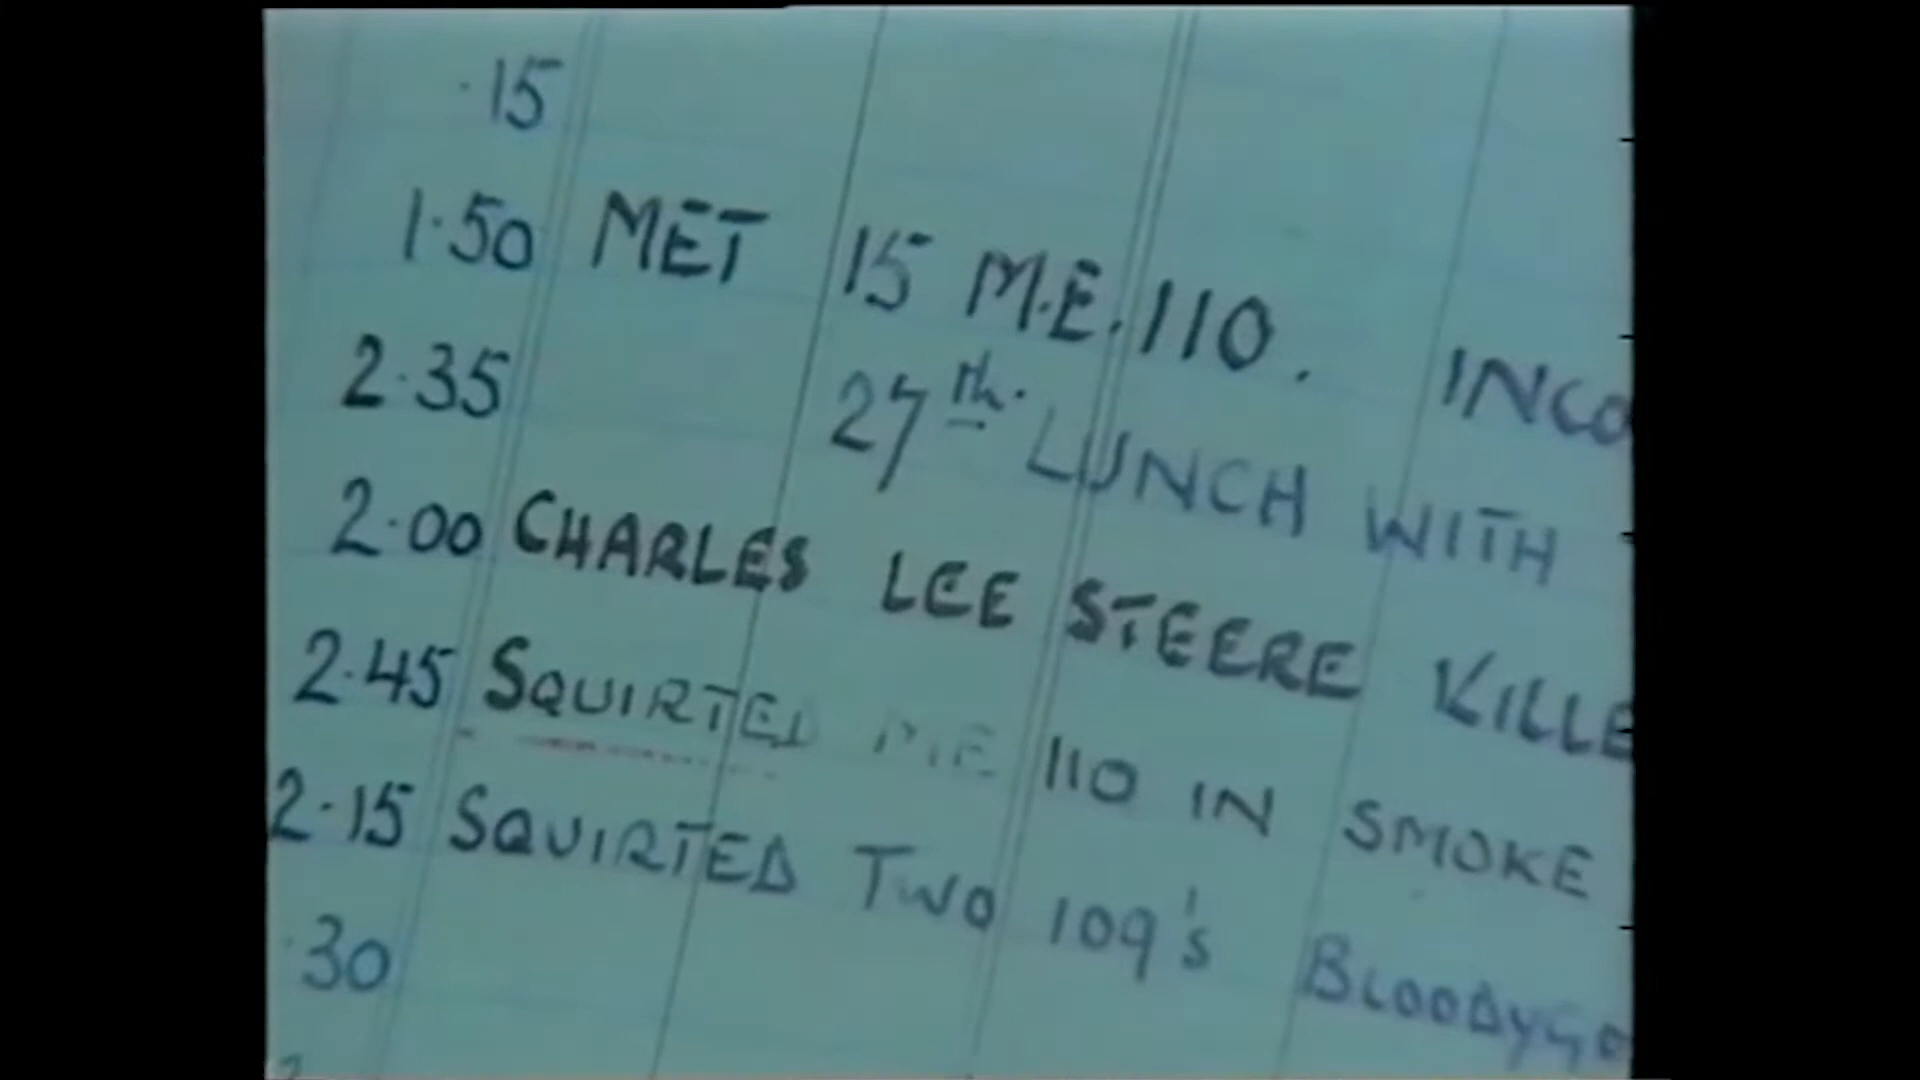 ·15
1·50 MET 15 M.E.110. INCO
2·35 27th. LUNCH WITH
2·00 CHARLES LEE STEERE KILLE
2·45 SQUIRTED ME 110 IN SMOKE
2·15 SQUIRTED TWO 109's BLOODY GO
·30